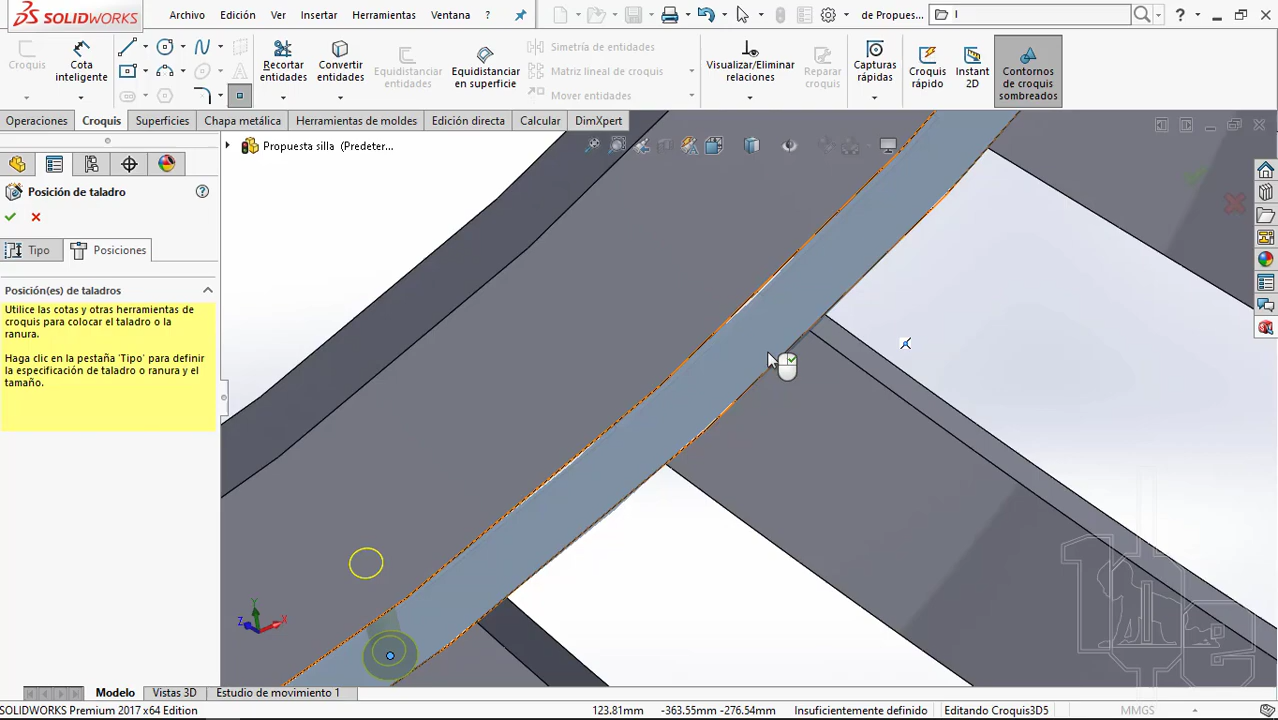 SOLIDWORKS
Archivo Edición Ver Insertar Herramientas Ventana ?
de Propues...
Croquis
Cota inteligente
Recortar entidades
Convertir entidades
Equidistanciar entidades
Equidistanciar en superficie
Simetría de entidades
Matriz lineal de croquis
Mover entidades
Visualizar/Eliminar relaciones
Reparar croquis
Capturas rápidas
Croquis rápido
Instant 2D
Contornos de croquis sombreados
Operaciones Croquis Superficies Chapa metálica Herramientas de moldes Edición directa Calcular DimXpert
Propuesta silla (Predeter...
Posición de taladro
Tipo Posiciones
Posición(es) de taladros
Utilice las cotas y otras herramientas de
croquis para colocar el taladro o la
ranura.
Haga clic en la pestaña 'Tipo' para definir
la especificación de taladro o ranura y el
tamaño.
Y
Z X
Modelo Vistas 3D Estudio de movimiento 1
SOLIDWORKS Premium 2017 x64 Edition 123.81mm -363.55mm -276.54mm Insuficientemente definido Editando Croquis3D5 MMGS